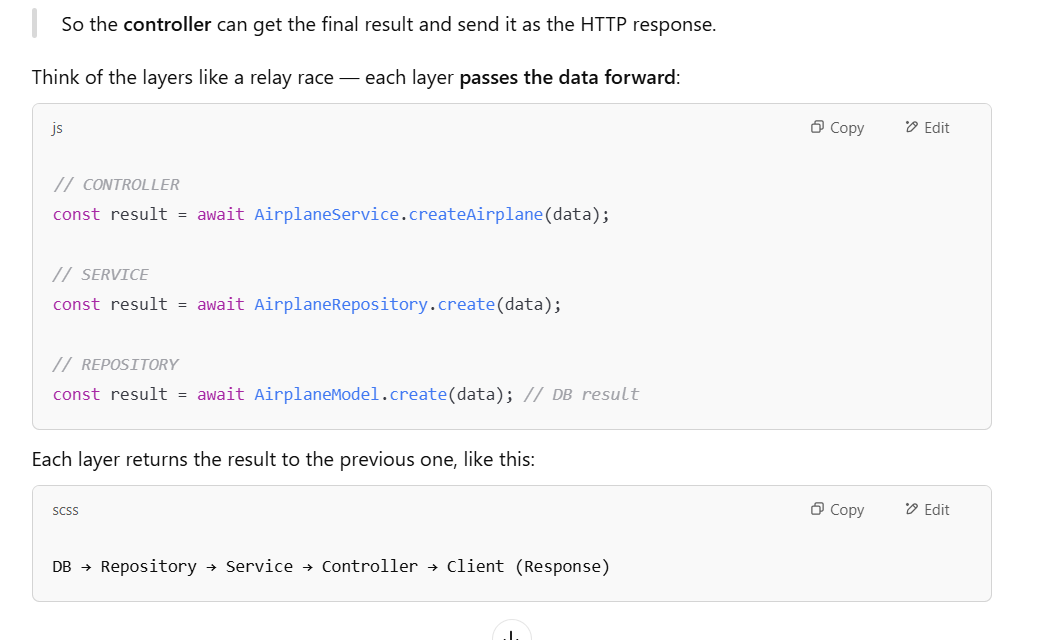 So the controller can get the final result and send it as the HTTP response.
Think of the layers like a relay race — each layer passes the data forward:
js
Copy
Edit
// CONTROLLER
const result = await AirplaneService.createAirplane(data);
// SERVICE
const result = await AirplaneRepository.create(data);
// REPOSITORY
const result = await AirplaneModel.create(data); // DB result
Each layer returns the result to the previous one, like this:
scss
Copy
Edit
DB → Repository → Service → Controller → Client (Response)